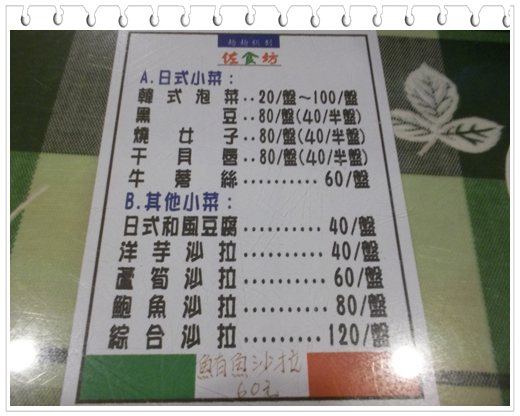 佐食坊
A.日式小菜：
韓式泡菜..20/盤～100/盤
黑豆..80/盤(40/半盤)
燒女子..80/盤(40/半盤)
干貝唇..80/盤(40/半盤)
牛蒡絲..........60/盤
B.其他小菜：
日式和風豆腐..........40/盤
洋芋沙拉..........40/盤
蘆筍沙拉..........60/盤
鮑魚沙拉.........80/盤
綜合沙拉.........120/盤
鮪魚沙拉
60元